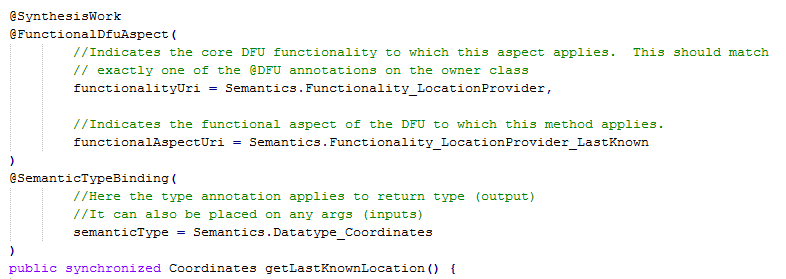 @SynthesisWork
@FunctionalDfuAspect(
//Indicates the core DFU functionality to which this aspect applies.  This should match
// exactly one of the @DFU annotations on the owner class
functionalityUri = Semantics.Functionality_LocationProvider,
//Indicates the functional aspect of the DFU to which this method applies.
functionalAspectUri = Semantics.Functionality_LocationProvider_LastKnown
)
@SemanticTypeBinding(
//Here the type annotation applies to return type (output)
//It can also be placed on any args (inputs)
semanticType = Semantics.Datatype_Coordinates
)
public synchronized Coordinates getLastKnownLocation() {